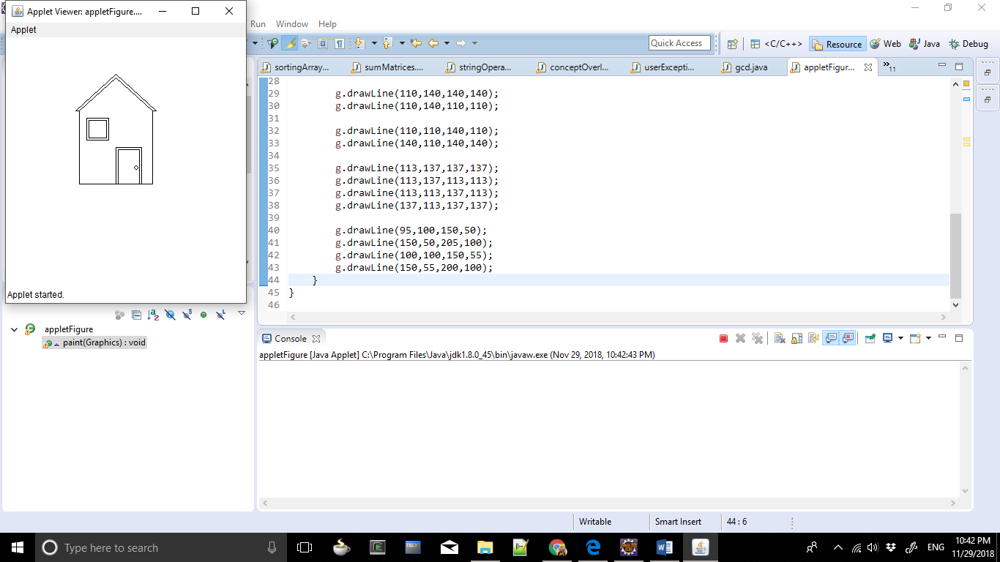 Applet Viewer: appletFigure....
Applet
Run Window Help
Quick Access
<C/C++>
Resource
Web
Java
Debug
sortingArray...
sumMatrices....
stringOpera...
conceptOverl...
userExcepti...
gcd.java
appletFigur...
»11
28
29 g.drawLine(110,140,140,140);
30 g.drawLine(110,140,110,110);
31
32 g.drawLine(110,110,140,110);
33 g.drawLine(140,110,140,140);
34
35 g.drawLine(113,137,137,137);
36 g.drawLine(113,137,113,113);
37 g.drawLine(113,113,137,113);
38 g.drawLine(137,113,137,137);
39
40 g.drawLine(95,100,150,50);
41 g.drawLine(150,50,205,100);
42 g.drawLine(100,100,150,55);
43 g.drawLine(150,55,200,100);
44 }
45 }
46
Applet started.
appletFigure
paint(Graphics) : void
Console
appletFigure [Java Applet] C:\Program Files\Java\jdk1.8.0_45\bin\javaw.exe (Nov 29, 2018, 10:42:43 PM)
Writable
Smart Insert
44 : 6
Type here to search
ENG
10:42 PM
11/29/2018